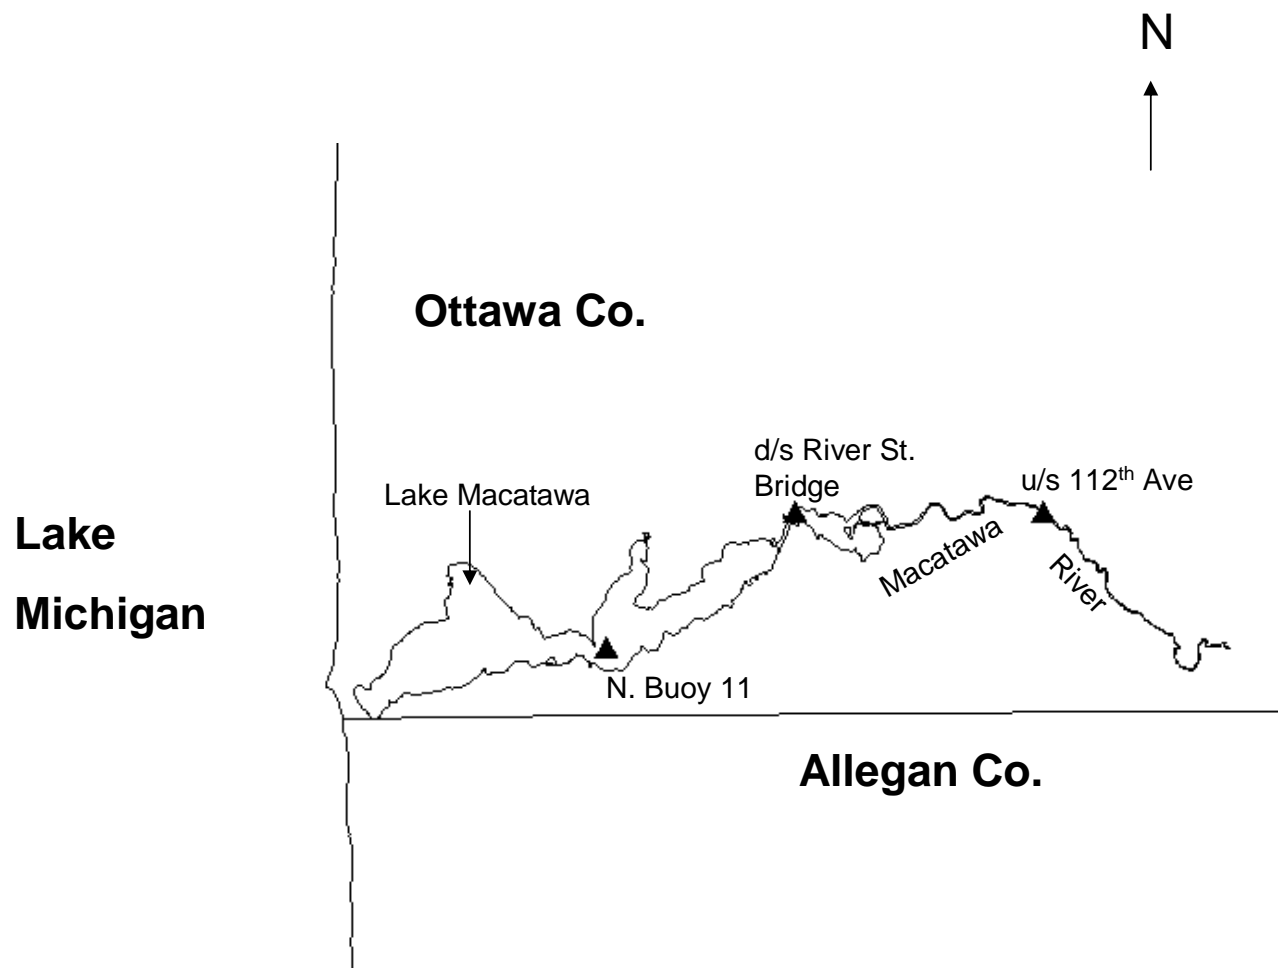 N
Ottawa Co.
d/s River St.
Bridge
u/s 112th Ave
Lake Macatawa
Lake
Michigan
Macatawa
River
N. Buoy 11
Allegan Co.